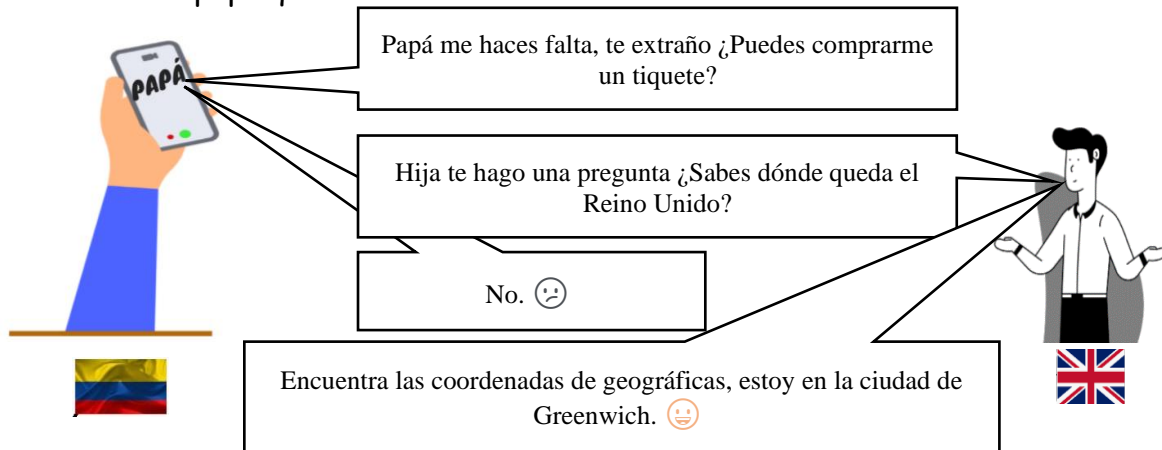 PAPÁ
Papá me haces falta, te extraño ¿Puedes comprarme
un tiquete?
Hija te hago una pregunta ¿Sabes dónde queda el
Reino Unido?
No. 😕
Encuentra las coordenadas de geográficas, estoy en la ciudad de
Greenwich. 😀